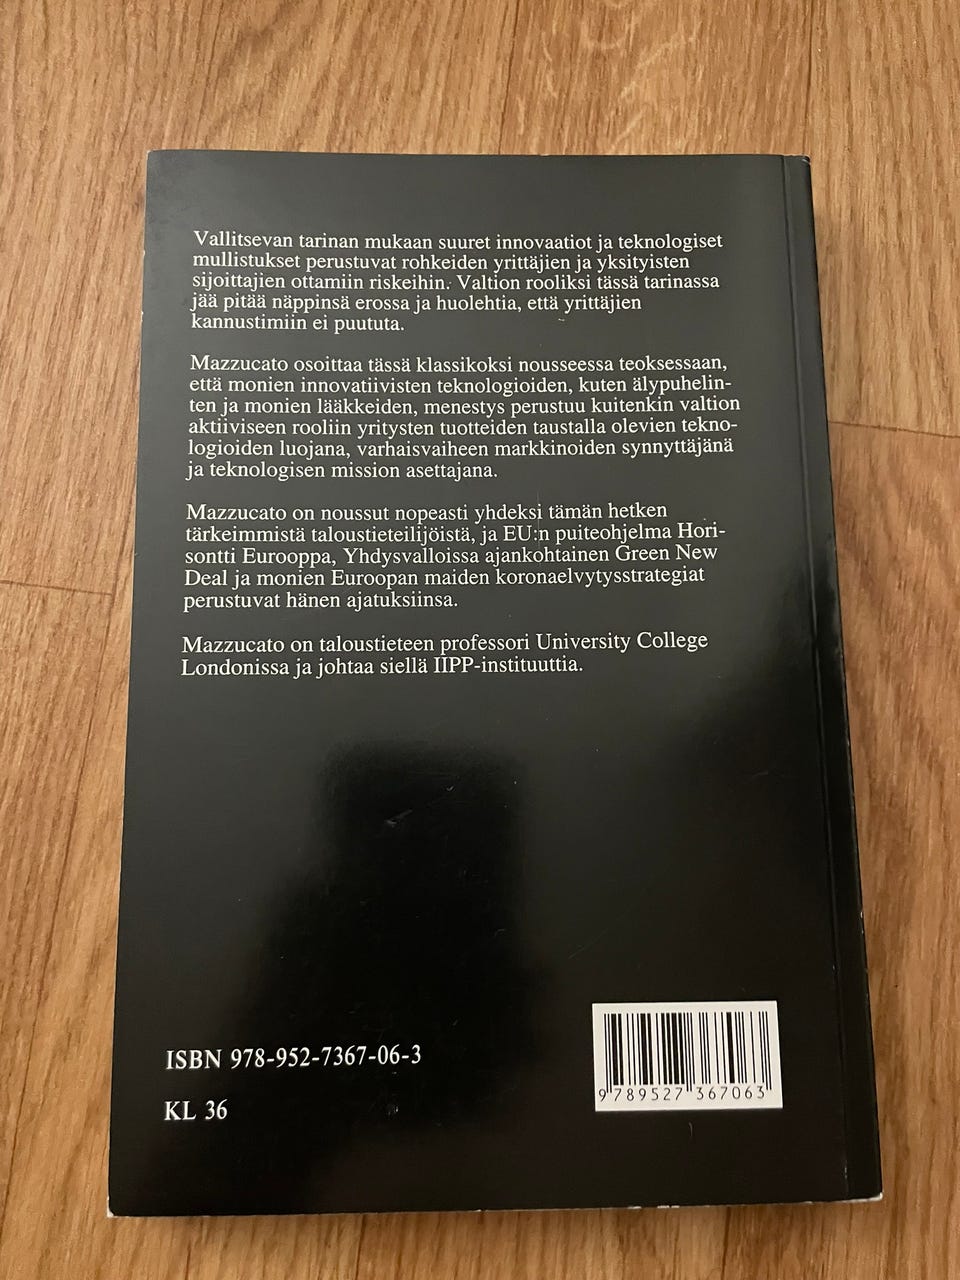 Vallitsevan tarinan mukaan suuret innovaatiot ja teknologiset
mullistukset perustuvat rohkeiden yrittäjien ja yksityisten
sijoittajien ottamiin riskeihin. Valtion rooliksi tässä tarinassa
jää pitää näppinsä erossa ja huolehtia, että yrittäjien
kannustimiin ei puututa.
Mazzucato osoittaa tässä klassikoksi nousseessa teoksessaan,
että monien innovatiivisten teknologioiden, kuten älypuhelin-
ten ja monien lääkkeiden, menestys perustuu kuitenkin valtion
aktiiviseen rooliin yritysten tuotteiden taustalla olevien tekno-
logioiden luojana, varhaisvaiheen markkinoiden synnyttäjänä
ja teknologisen mission asettajana.
Mazzucato on noussut nopeasti yhdeksi tämän hetken
tärkeimmistä taloustieteilijöistä, ja EU:n puiteohjelma Hori-
sontti Eurooppa, Yhdysvalloissa ajankohtainen Green New
Deal ja monien Euroopan maiden koronaelvytysstrategiat
perustuvat hänen ajatuksiinsa.
Mazzucato on taloustieteen professori University College
Londonissa ja johtaa siellä IIPP-instituuttia.
ISBN 978-952-7367-06-3
KL 36
9 789527 367063